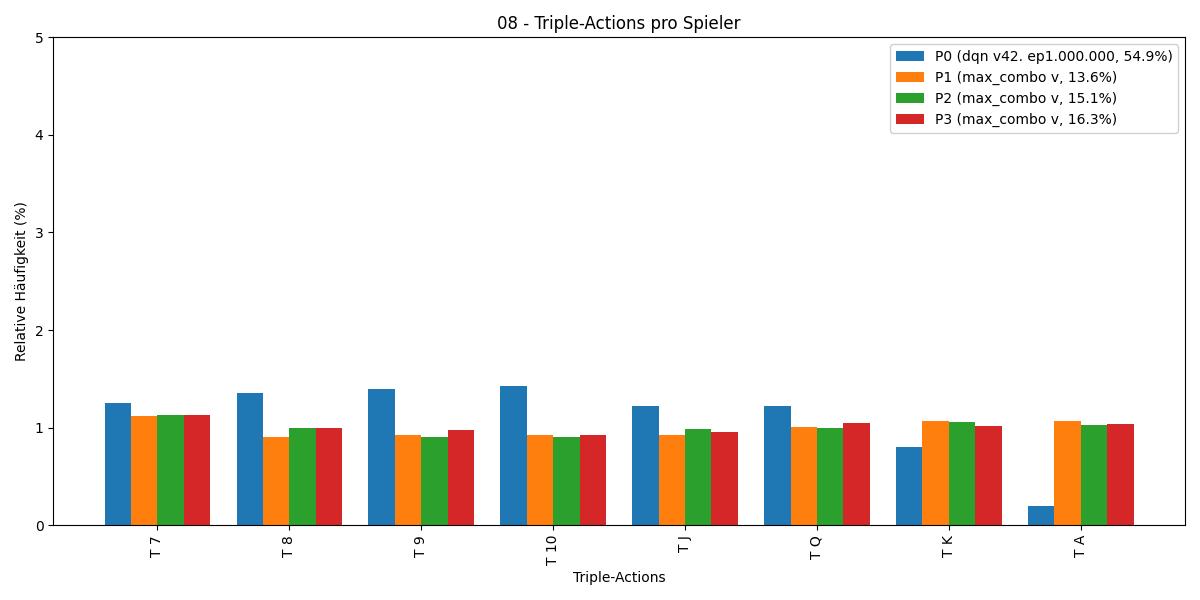 08 - Triple-Actions pro Spieler
5
P0 (dqn v42. ep1.000.000, 54.9%)
P1 (max_combo v, 13.6%)
P2 (max_combo v, 15.1%)
P3 (max_combo v, 16.3%)
4
3
2
1
0
Relative Häufigkeit (%)
T 7
T 8
T 9
T 10
T J
T Q
T K
T A
Triple-Actions